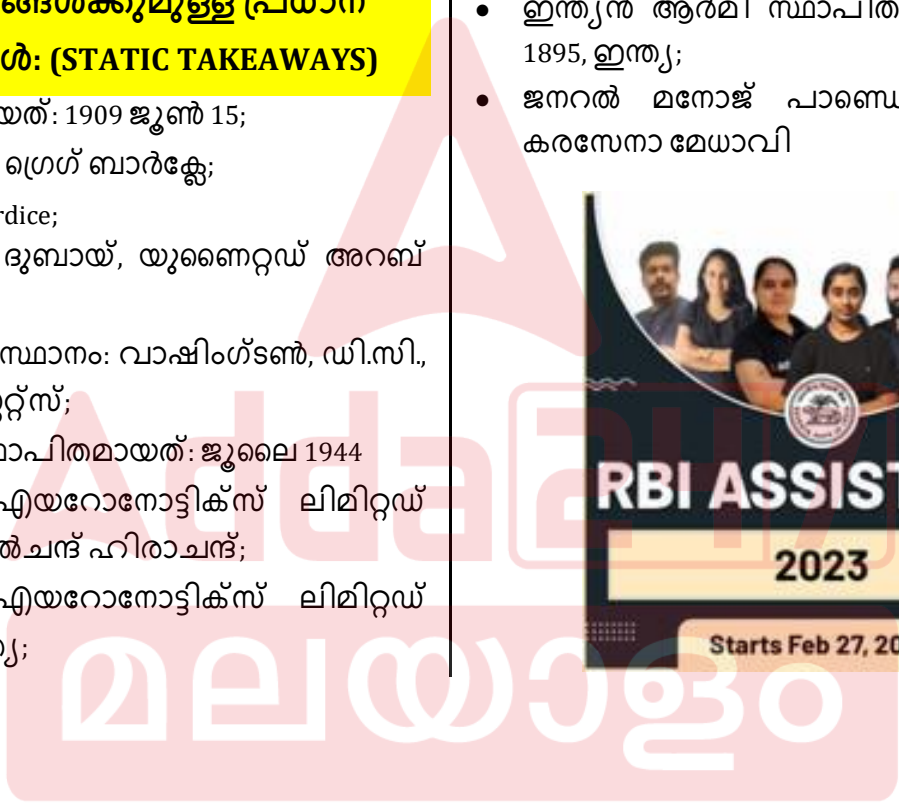 ങ്ങൾക്കുമുള്ള പ്രധാന
ൾ: (STATIC TAKEAWAYS)
യത്: 1909 ജൂൺ 15;
ഗ്രെഗ് ബാർക്ലേ;
rdice;
ദുബായ്, യുണൈറ്റഡ് അറബ്
സ്ഥാനം: വാഷിംഗ്ടൺ, ഡി.സി.,
റ്റ്സ്;
ഥാപിതമായത്: ജൂലൈ 1944
എയറോനോട്ടിക്സ് ലിമിറ്റഡ്
ൽചന്ദ് ഹിരാചന്ദ്;
എയറോനോട്ടിക്സ് ലിമിറ്റഡ്
്യ;
• ഇന്ത്യൻ ആർമി സ്ഥാപിത
1895, ഇന്ത്യ;
• ജനറൽ മനോജ് പാണ്ഡെ
കരസേനാ മേധാവി
RBI ASSIST
2023
Starts Feb 27, 20
Adda247
മലയാളം